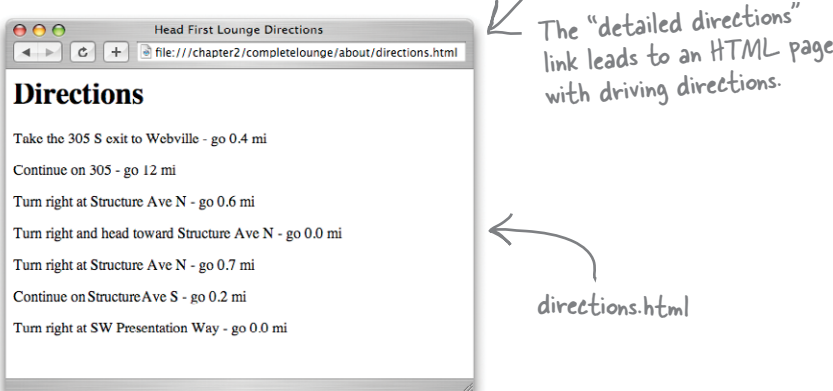 Head First Lounge Directions
file:///chapter2/completelounge/about/directions.html
Directions
Take the 305 S exit to Webville - go 0.4 mi
Continue on 305 - go 12 mi
Turn right at Structure Ave N - go 0.6 mi
Turn right and head toward Structure Ave N - go 0.0 mi
Turn right at Structure Ave N - go 0.7 mi
Continue on Structure Ave S - go 0.2 mi
Turn right at SW Presentation Way - go 0.0 mi
The “detailed directions”
link leads to an HTML page
with driving directions.
directions.html